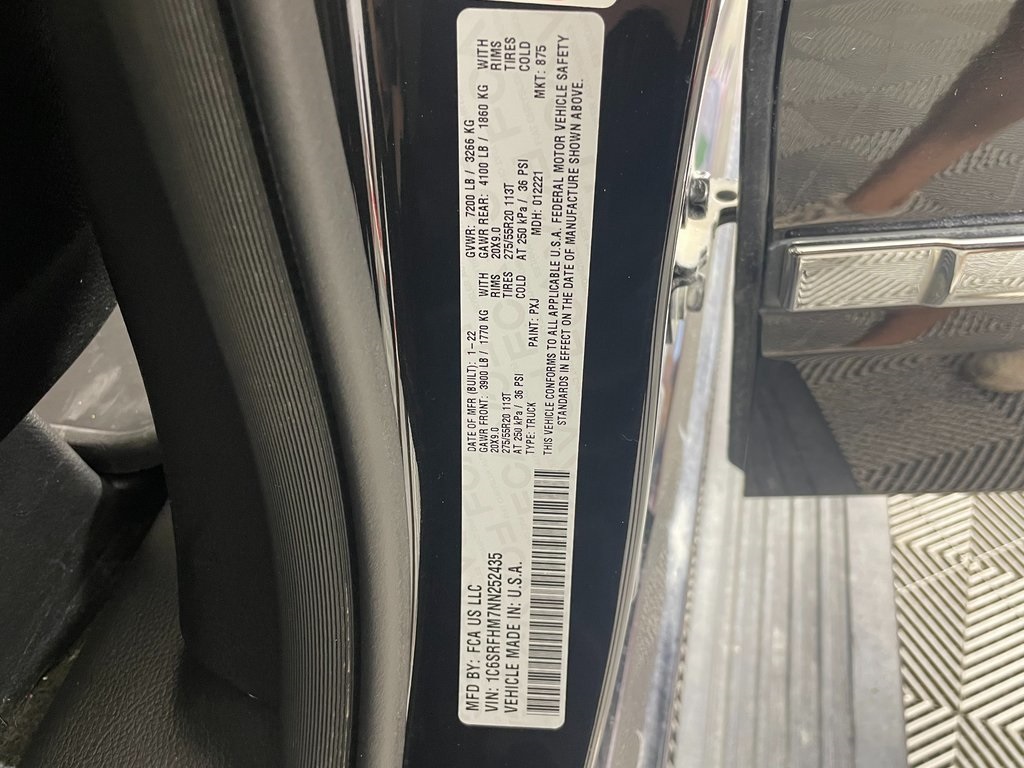 MFD BY: FCA US LLC
DATE OF MFR (BUILT): 1-22
GVWR: 7200 LB / 3266 KG
GAWR FRONT: 3900 LB / 1770 KG WITH
GAWR REAR: 4100 LB / 1860 KG WITH
20X9.0 RIMS
20X9.0 RIMS
275/55R20 113T TIRES
275/55R20 113T TIRES
AT 250 kPa / 36 PSI COLD
AT 250 kPa / 36 PSI COLD
VIN: 1C6SRFHM7NN252435
TYPE: TRUCK
PAINT: PXJ
MDH: 012221
MKT: 875
VEHICLE MADE IN: U.S.A.
THIS VEHICLE CONFORMS TO ALL APPLICABLE U.S.A. FEDERAL MOTOR VEHICLE SAFETY
STANDARDS IN EFFECT ON THE DATE OF MANUFACTURE SHOWN ABOVE.